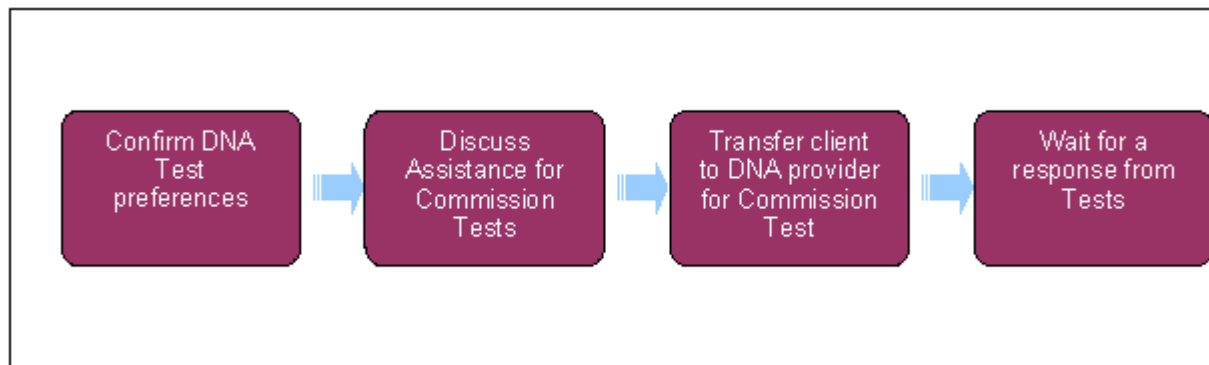 Confirm DNA
Test
preferences
Discuss
Assistance for
Commission
Tests
Transfer client
to DNA provider
for Commission
Test
Wait for a
response from
Tests